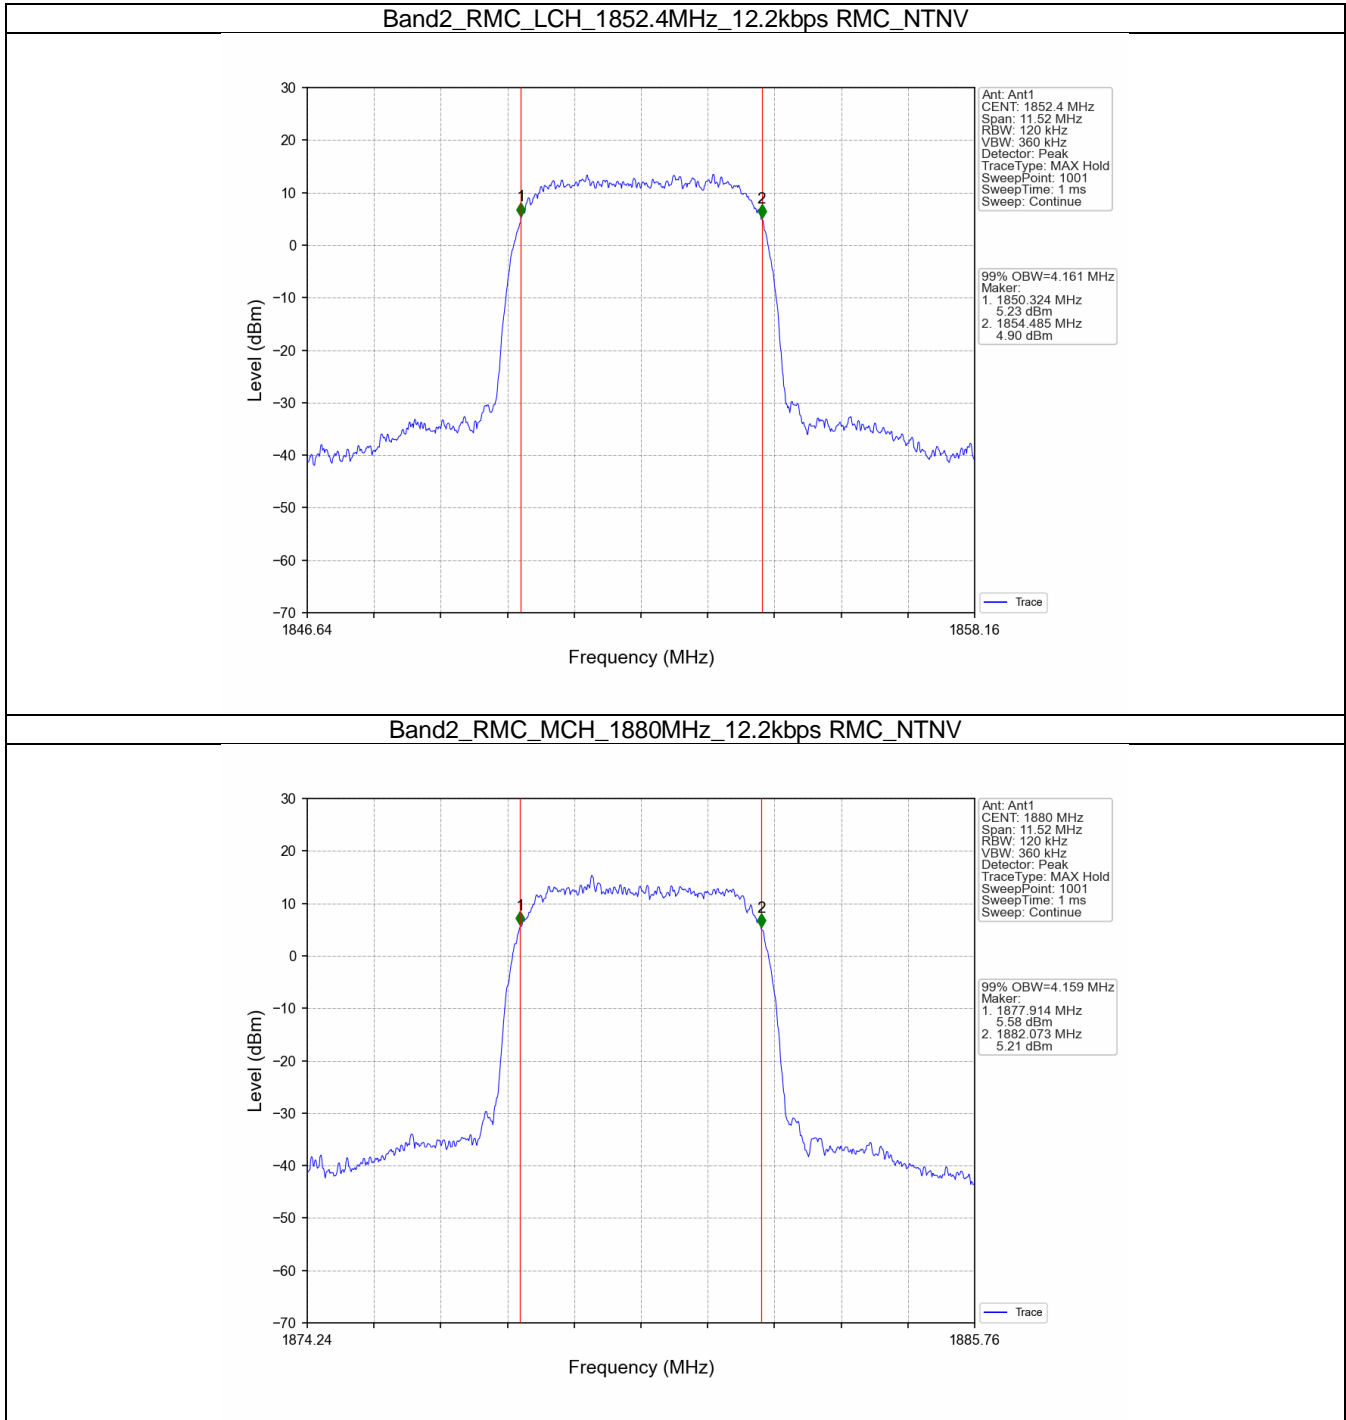 Band2_RMC_LCH_1852.4MHz_12.2kbps RMC_NTNV
30
20
10
0
−10
−20
−30
−40
−50
−60
−70
Level (dBm)
1
2
1846.64
1858.16
Frequency (MHz)
Ant: Ant1
CENT: 1852.4 MHz
Span: 11.52 MHz
RBW: 120 kHz
VBW: 360 kHz
Detector: Peak
TraceType: MAX Hold
SweepPoint: 1001
SweepTime: 1 ms
Sweep: Continue
99% OBW=4.161 MHz
Maker:
1. 1850.324 MHz
5.23 dBm
2. 1854.485 MHz
4.90 dBm
Trace
Band2_RMC_MCH_1880MHz_12.2kbps RMC_NTNV
30
20
10
0
−10
−20
−30
−40
−50
−60
−70
Level (dBm)
1
2
1874.24
1885.76
Frequency (MHz)
Ant: Ant1
CENT: 1880 MHz
Span: 11.52 MHz
RBW: 120 kHz
VBW: 360 kHz
Detector: Peak
TraceType: MAX Hold
SweepPoint: 1001
SweepTime: 1 ms
Sweep: Continue
99% OBW=4.159 MHz
Maker:
1. 1877.914 MHz
5.58 dBm
2. 1882.073 MHz
5.21 dBm
Trace